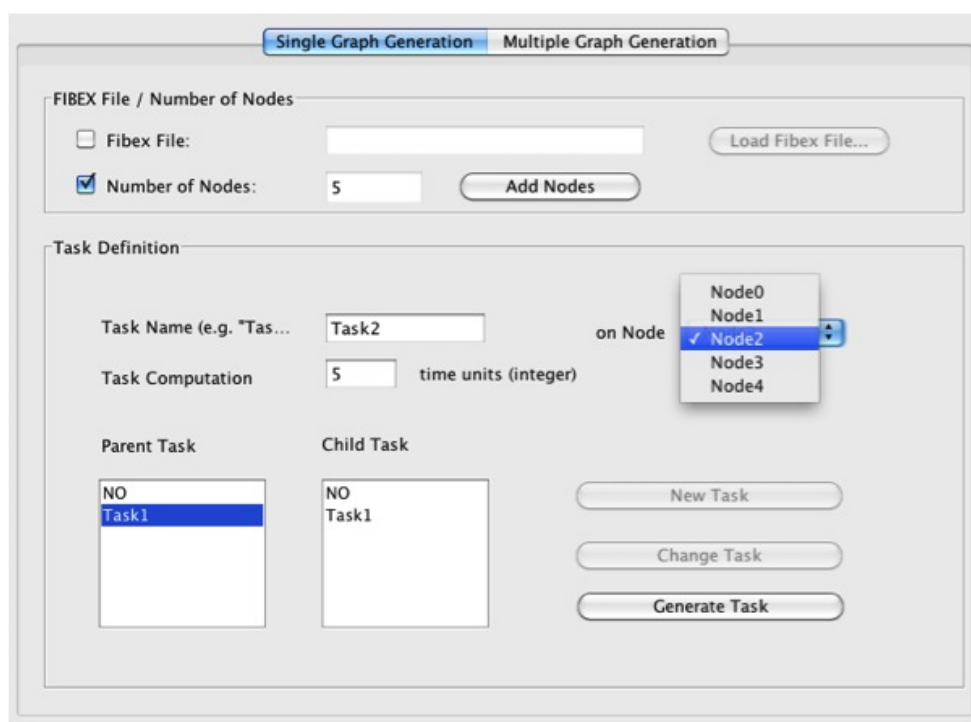 Single Graph Generation Multiple Graph Generation
FIBEX File / Number of Nodes
Fibex File: Load Fibex File...
Number of Nodes: 5 Add Nodes
Task Definition
Node0
Node1
Task Name (e.g. "Tas... Task2 on Node ✓ Node2
Node3
Task Computation 5 time units (integer)
Node4
Parent Task Child Task
NO NO New Task
Task1 Task1
Change Task
Generate Task